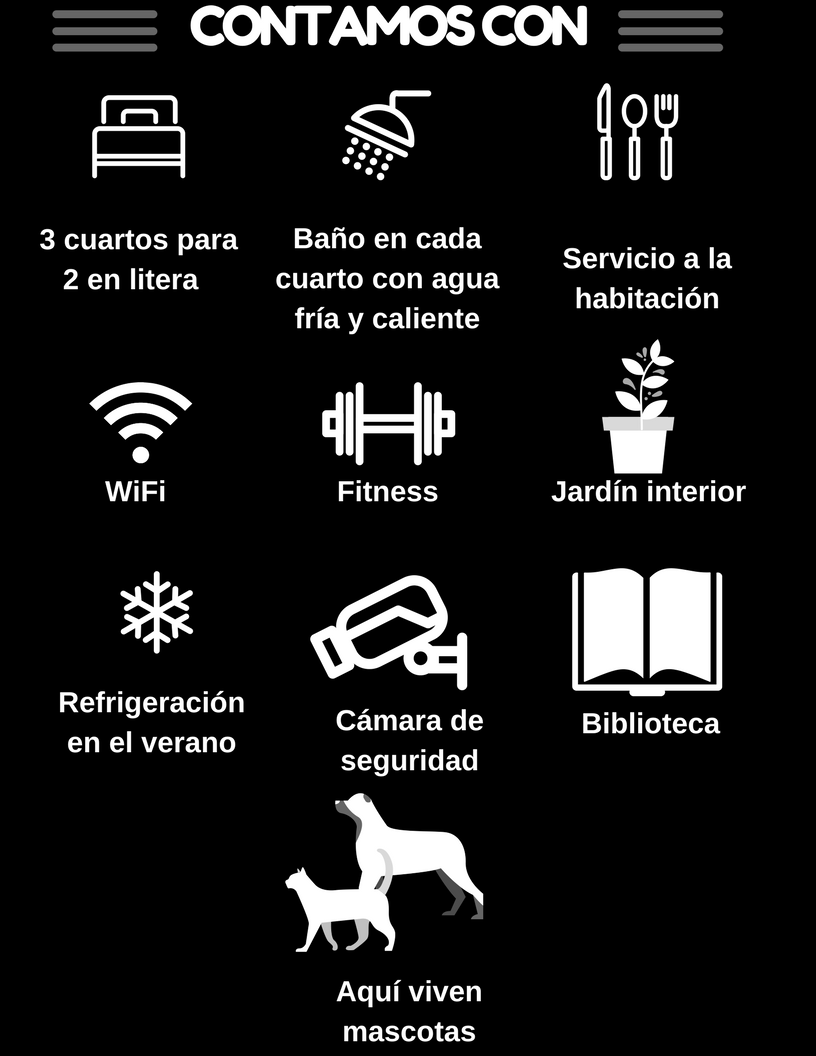 CONTAMOS CON
3 cuartos para
2 en litera
Baño en cada
cuarto con agua
fría y caliente
Servicio a la
habitación
WiFi
Fitness
Jardín interior
Refrigeración
en el verano
Cámara de
seguridad
Biblioteca
Aquí viven
mascotas